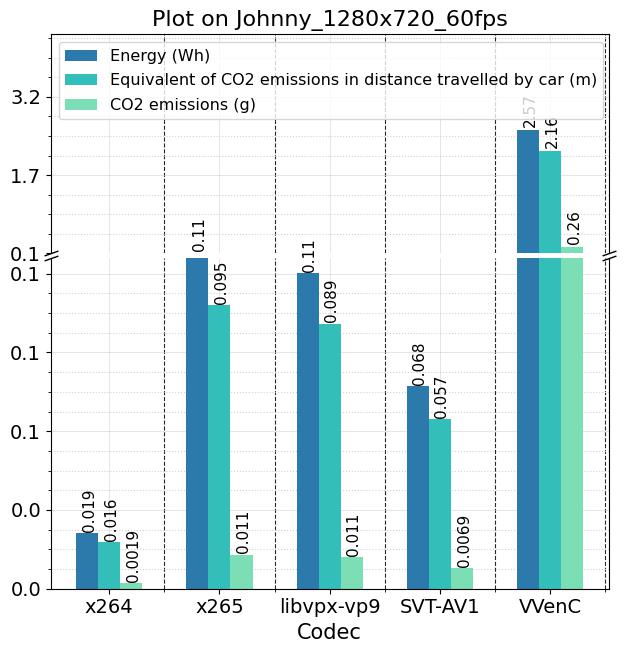 Plot on Johnny_1280x720_60fps
Energy (Wh)
Equivalent of CO2 emissions in distance travelled by car (m)
CO2 emissions (g)
3.2
1.7
0.1
0.1
0.1
0.1
0.0
0.0
0.019
0.016
0.0019
0.11
0.095
0.011
0.11
0.089
0.011
0.068
0.057
0.0069
2.57
2.16
0.26
x264
x265
libvpx-vp9
SVT-AV1
VVenC
Codec